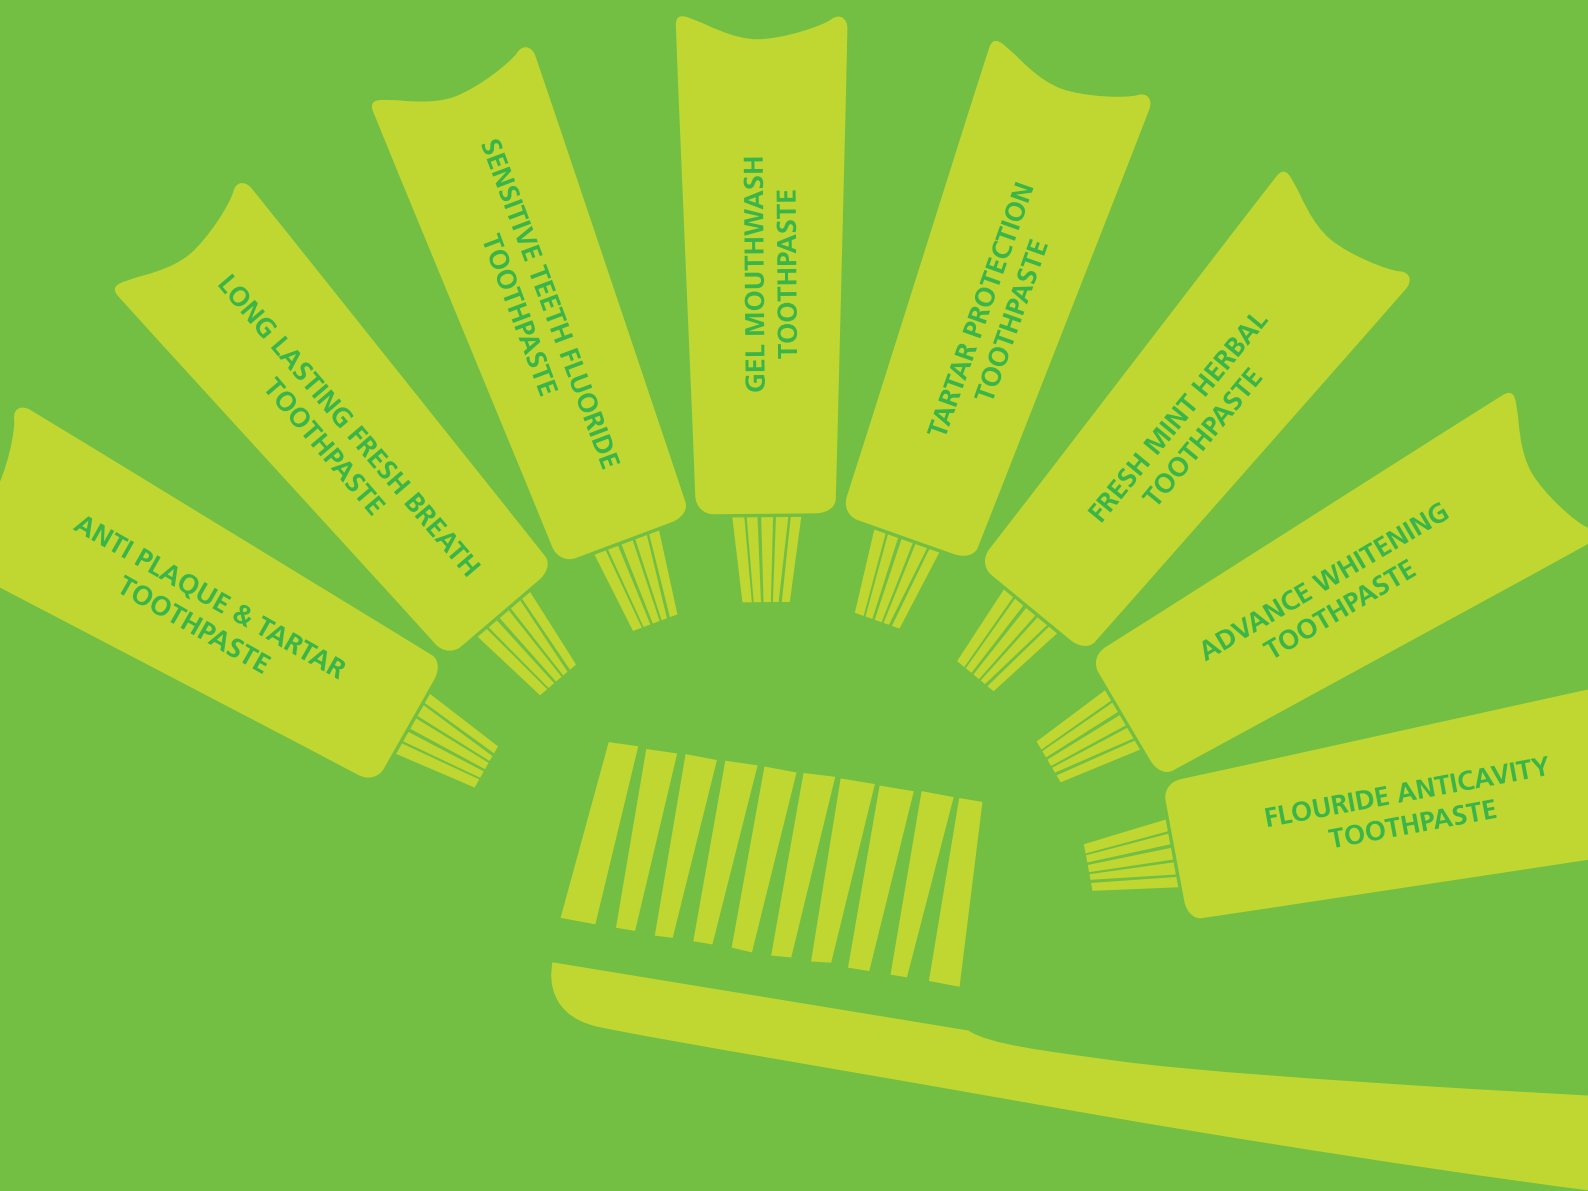 ANTI PLAQUE & TARTAR
TOOTHPASTE
LONG LASTING FRESH BREATH
TOOTHPASTE
SENSITIVE TEETH FLUORIDE
TOOTHPASTE
GEL MOUTHWASH
TOOTHPASTE
TARTAR PROTECTION
TOOTHPASTE
FRESH MINT HERBAL
TOOTHPASTE
ADVANCE WHITENING
TOOTHPASTE
FLOURIDE ANTICAVITY
TOOTHPASTE